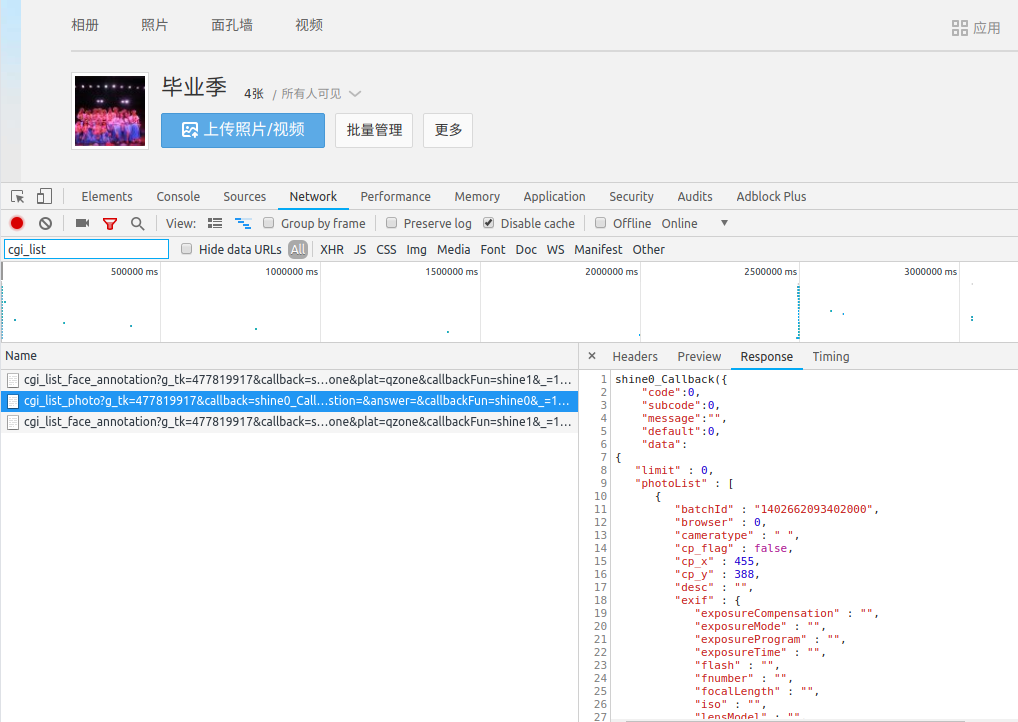 相册 照片 面孔墙 视频 应用
毕业季 4张 / 所有人可见
上传照片/视频 批量管理 更多
Elements Console Sources Network Performance Memory Application Security Audits Adblock Plus
View: Group by frame Preserve log Disable cache Offline Online
cgi_list Hide data URLs All XHR JS CSS Img Media Font Doc WS Manifest Other
500000 ms 1000000 ms 1500000 ms 2000000 ms 2500000 ms 3000000 ms
Name
cgi_list_face_annotation?g_tk=477819917&callback=s...one&plat=qzone&callbackFun=shine1&_=1...
cgi_list_photo?g_tk=477819917&callback=shine0_Call...stion=&answer=&callbackFun=shine0&_=1...
cgi_list_face_annotation?g_tk=477819917&callback=s...one&plat=qzone&callbackFun=shine1&_=1...
× Headers Preview Response Timing
1 shine0_Callback({
2 "code":0,
3 "subcode":0,
4 "message":"",
5 "default":0,
6 "data":
7 {
8 "limit" : 0,
9 "photoList" : [
10 {
11 "batchId" : "1402662093402000",
12 "browser" : 0,
13 "cameratype" : " ",
14 "cp_flag" : false,
15 "cp_x" : 455,
16 "cp_y" : 388,
17 "desc" : "",
18 "exif" : {
19 "exposureCompensation" : "",
20 "exposureMode" : "",
21 "exposureProgram" : "",
22 "exposureTime" : "",
23 "flash" : "",
24 "fnumber" : "",
25 "focalLength" : "",
26 "iso" : "",
27 "lensModel" : ""